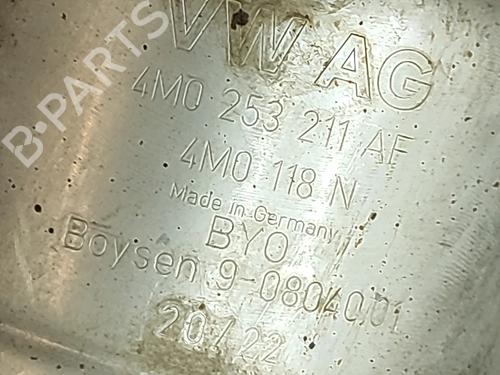 B-PARTS
VW AG
4M0 253 211 AF
4M0 118 N
Made in Germany
BYO
Boysen 9-08040.01
20/22